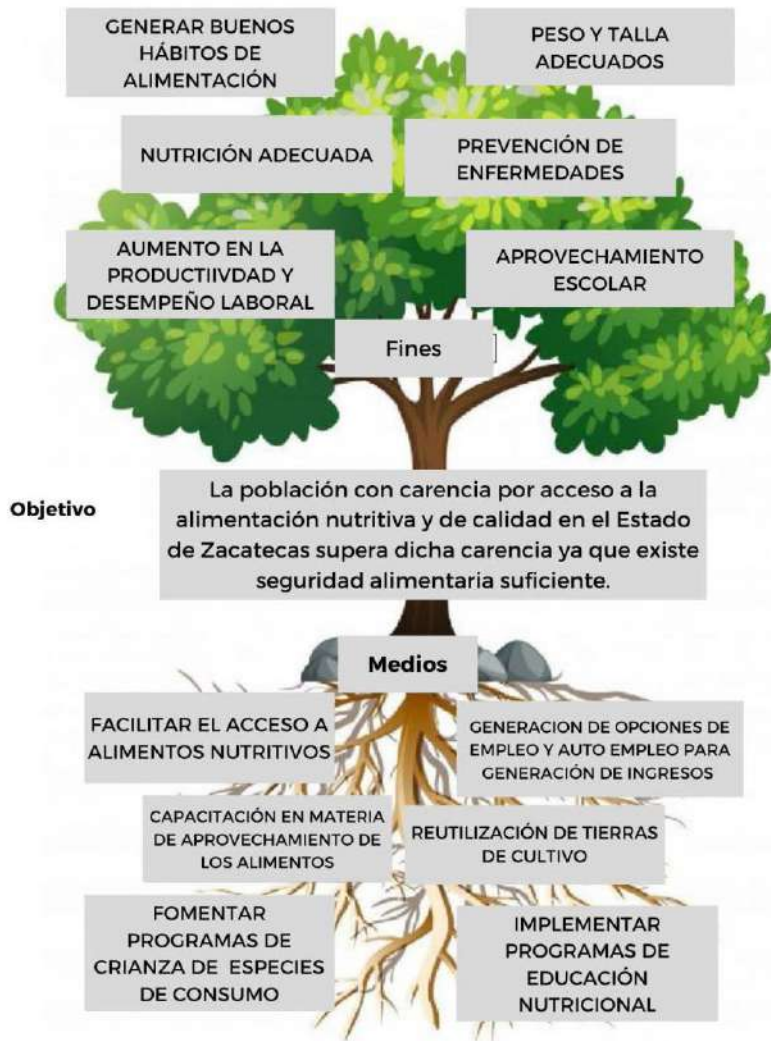 GENERAR BUENOS
HÁBITOS DE
ALIMENTACIÓN
PESO Y TALLA
ADECUADOS
NUTRICIÓN ADECUADA
PREVENCIÓN DE
ENFERMEDADES
AUMENTO EN LA
PRODUCTIIVDAD Y
DESEMPEÑO LABORAL
APROVECHAMIENTO
ESCOLAR
Fines
Objetivo
La población con carencia por acceso a la
alimentación nutritiva y de calidad en el Estado
de Zacatecas supera dicha carencia ya que existe
seguridad alimentaria suficiente.
Medios
FACILITAR EL ACCESO A
ALIMENTOS NUTRITIVOS
GENERACION DE OPCIONES DE
EMPLEO Y AUTO EMPLEO PARA
GENERACIÓN DE INGRESOS
CAPACITACIÓN EN MATERIA
DE APROVECHAMIENTO DE
LOS ALIMENTOS
REUTILIZACIÓN DE TIERRAS
DE CULTIVO
FOMENTAR
PROGRAMAS DE
CRIANZA DE ESPECIES
DE CONSUMO
IMPLEMENTAR
PROGRAMAS DE
EDUCACIÓN
NUTRICIONAL